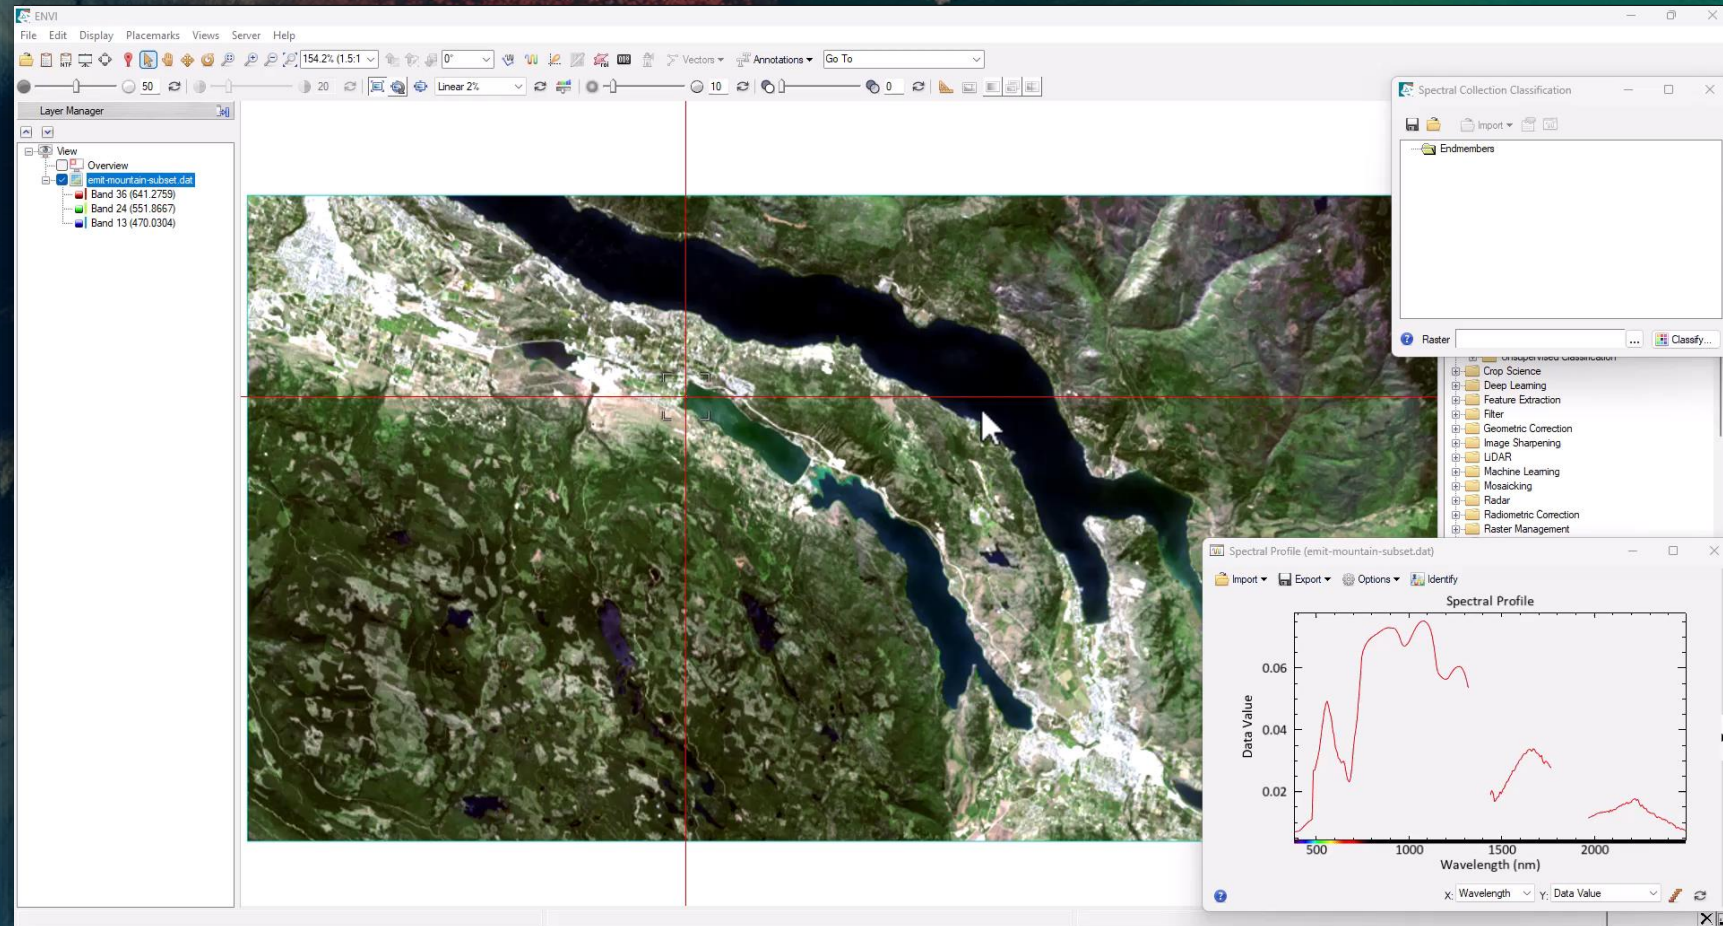 ENVI
File Edit Display Placemarks Views Server Help
154.2% (1.5:1 0° Vectors Annotations Go To
50 20 Linear 2% 10 0
Layer Manager
View
Overview
emit-mountain-subset.dat
Band 36 (641.2759)
Band 24 (551.8667)
Band 13 (470.0304)
Spectral Collection Classification
Import
Endmembers
Raster ... Classify...
Unsupervised Classification
Crop Science
Deep Learning
Feature Extraction
Filter
Geometric Correction
Image Sharpening
LiDAR
Machine Learning
Mosaicking
Radar
Radiometric Correction
Raster Management
Spectral Profile (emit-mountain-subset.dat)
Import Export Options Identify
Spectral Profile
0.06
0.04
0.02
Data Value
500 1000 1500 2000
Wavelength (nm)
X: Wavelength Y: Data Value